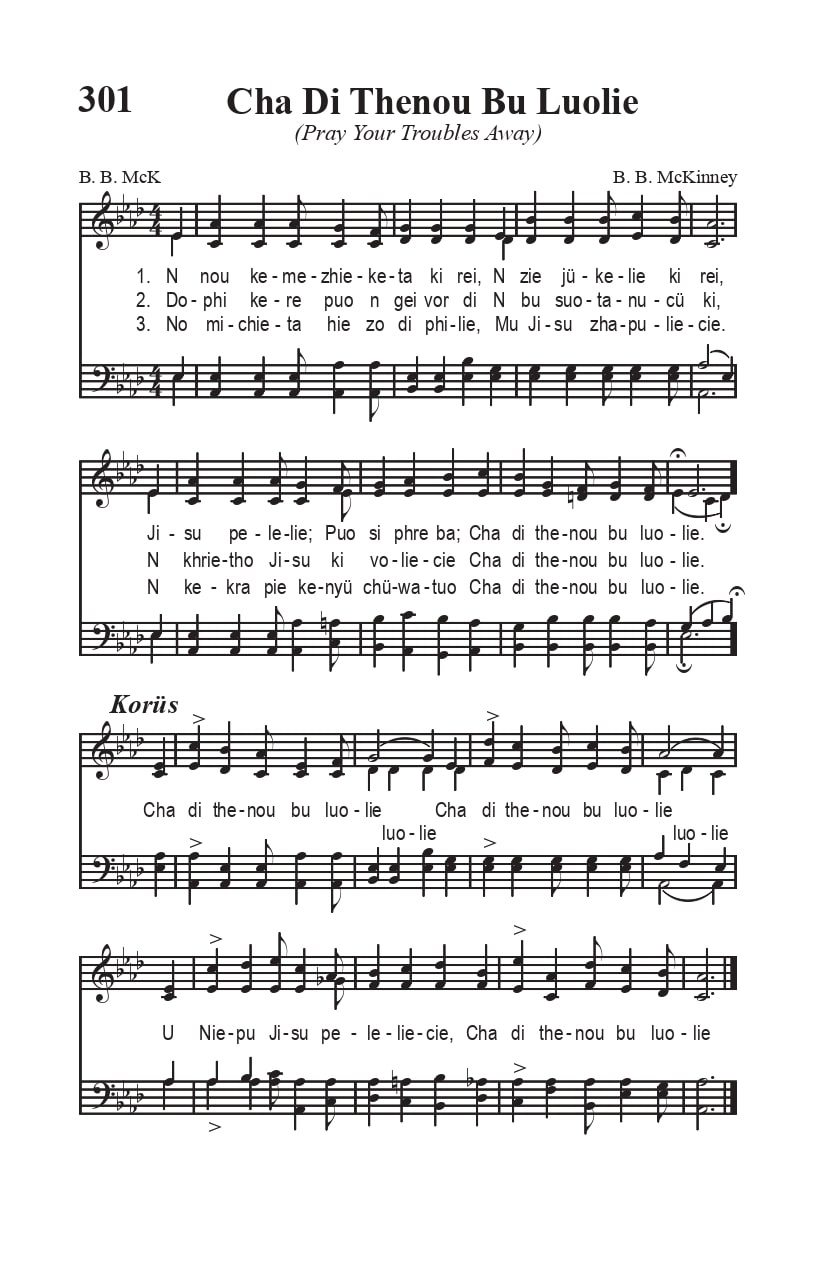 301 Cha Di Thenou Bu Luolie
(Pray Your Troubles Away)
B. B. McK B. B. McKinney
1. N nou ke-me-zhie-ke-ta ki rei, N zie jü-ke-lie ki rei,
2. Do-phi ke-re puo n gei vor di N bu suo-ta-nu-cü ki,
3. No mi-chie-ta hie zo di phi-lie, Mu Ji-su zha-pu-lie-cie.
Ji-su pe-le-lie; Puo si phre ba; Cha di the-nou bu luo-lie.
N khrie-tho Ji-su ki vo-lie-cie Cha di the-nou bu luo-lie.
N ke-kra pie ke-nyü chü-wa-tuo Cha di the-nou bu luo-lie.
Korüs
Cha di the-nou bu luo-lie Cha di the-nou bu luo-lie
luo-lie luo-lie
U Nie-pu Ji-su pe-le-lie-cie, Cha di the-nou bu luo-lie